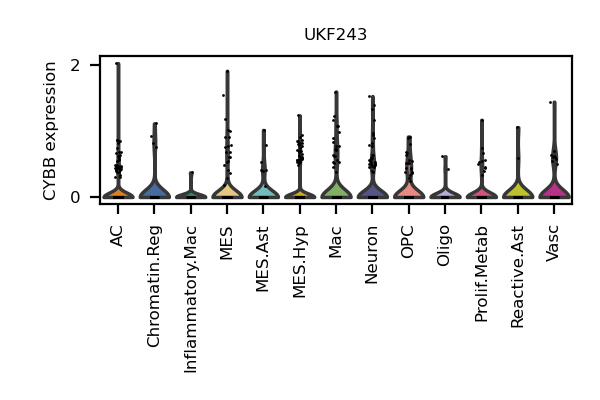 UKF243
CYBB expression
2
0
AC
Chromatin.Reg
Inflammatory.Mac
MES
MES.Ast
MES.Hyp
Mac
Neuron
OPC
Oligo
Prolif.Metab
Reactive.Ast
Vasc